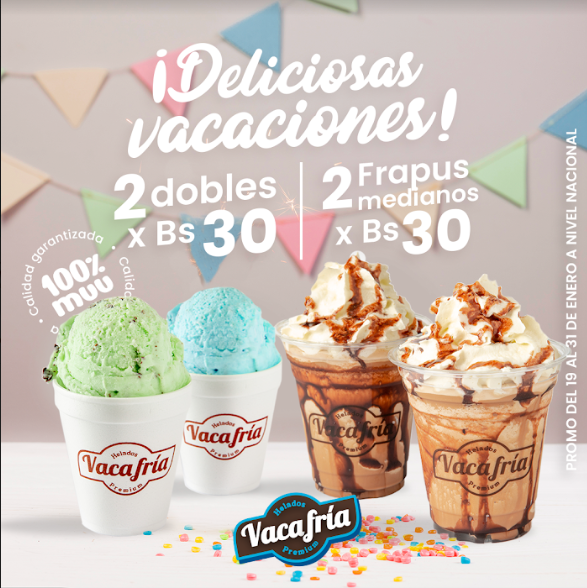 ¡Deliciosas
vacaciones!
2 dobles
x Bs 30
2 Frapus
medianos
x Bs 30
Calidad garantizada
100%
muu
PROMO DEL 19 AL 31 DE ENERO A NIVEL NACIONAL
Helados
Vacafría
Premium
Helados
Vacafría
Premium
Vacafría
Vacafría
Helados
Vacafría
Premium